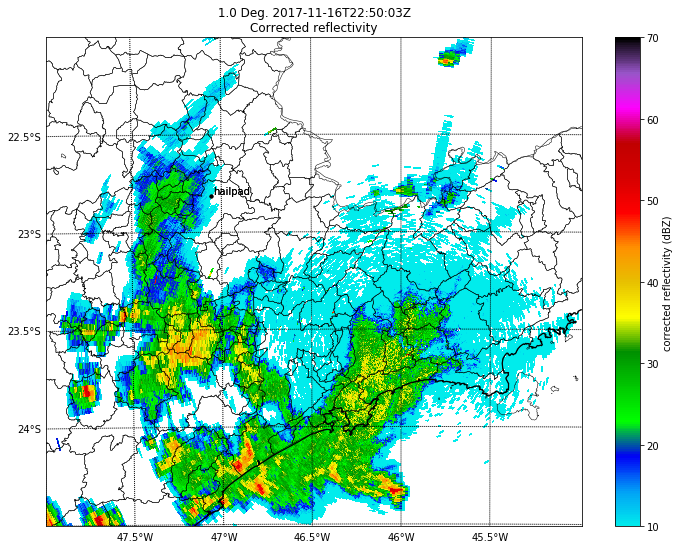 1.0 Deg. 2017-11-16T22:50:03Z
Corrected reflectivity
70
60
50
40
30
20
10
corrected reflectivity (dBZ)
22.5°S
23°S
23.5°S
24°S
hailpad
47.5°W
47°W
46.5°W
46°W
45.5°W